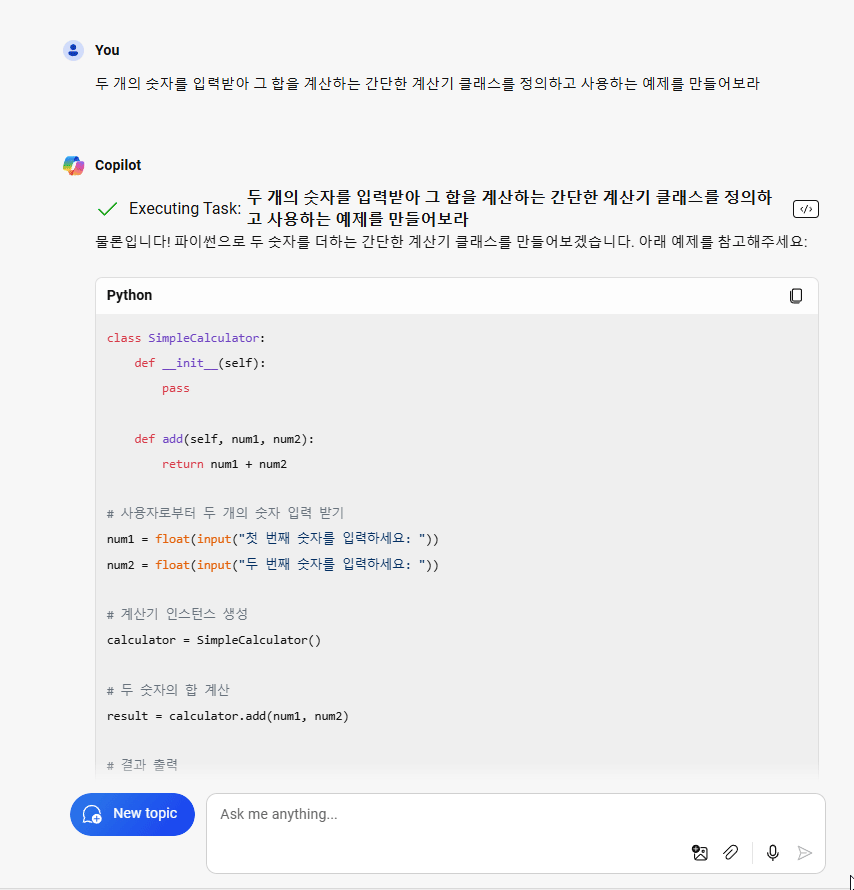 You
두 개의 숫자를 입력받아 그 합을 계산하는 간단한 계산기 클래스를 정의하고 사용하는 예제를 만들어보라
Copilot
Executing Task: 두 개의 숫자를 입력받아 그 합을 계산하는 간단한 계산기 클래스를 정의하
고 사용하는 예제를 만들어보라
</>
물론입니다! 파이썬으로 두 숫자를 더하는 간단한 계산기 클래스를 만들어보겠습니다. 아래 예제를 참고해주세요:
Python
class SimpleCalculator:
    def __init__(self):
        pass
    def add(self, num1, num2):
        return num1 + num2
# 사용자로부터 두 개의 숫자 입력 받기
num1 = float(input("첫 번째 숫자를 입력하세요: "))
num2 = float(input("두 번째 숫자를 입력하세요: "))
# 계산기 인스턴스 생성
calculator = SimpleCalculator()
# 두 숫자의 합 계산
result = calculator.add(num1, num2)
# 결과 출력
New topic
Ask me anything...